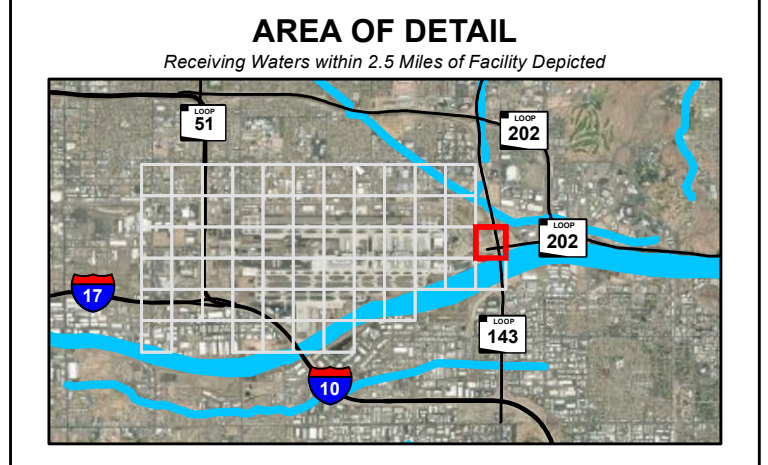 AREA OF DETAIL
Receiving Waters within 2.5 Miles of Facility Depicted
LOOP
51
LOOP
202
LOOP
202
17
LOOP
143
10